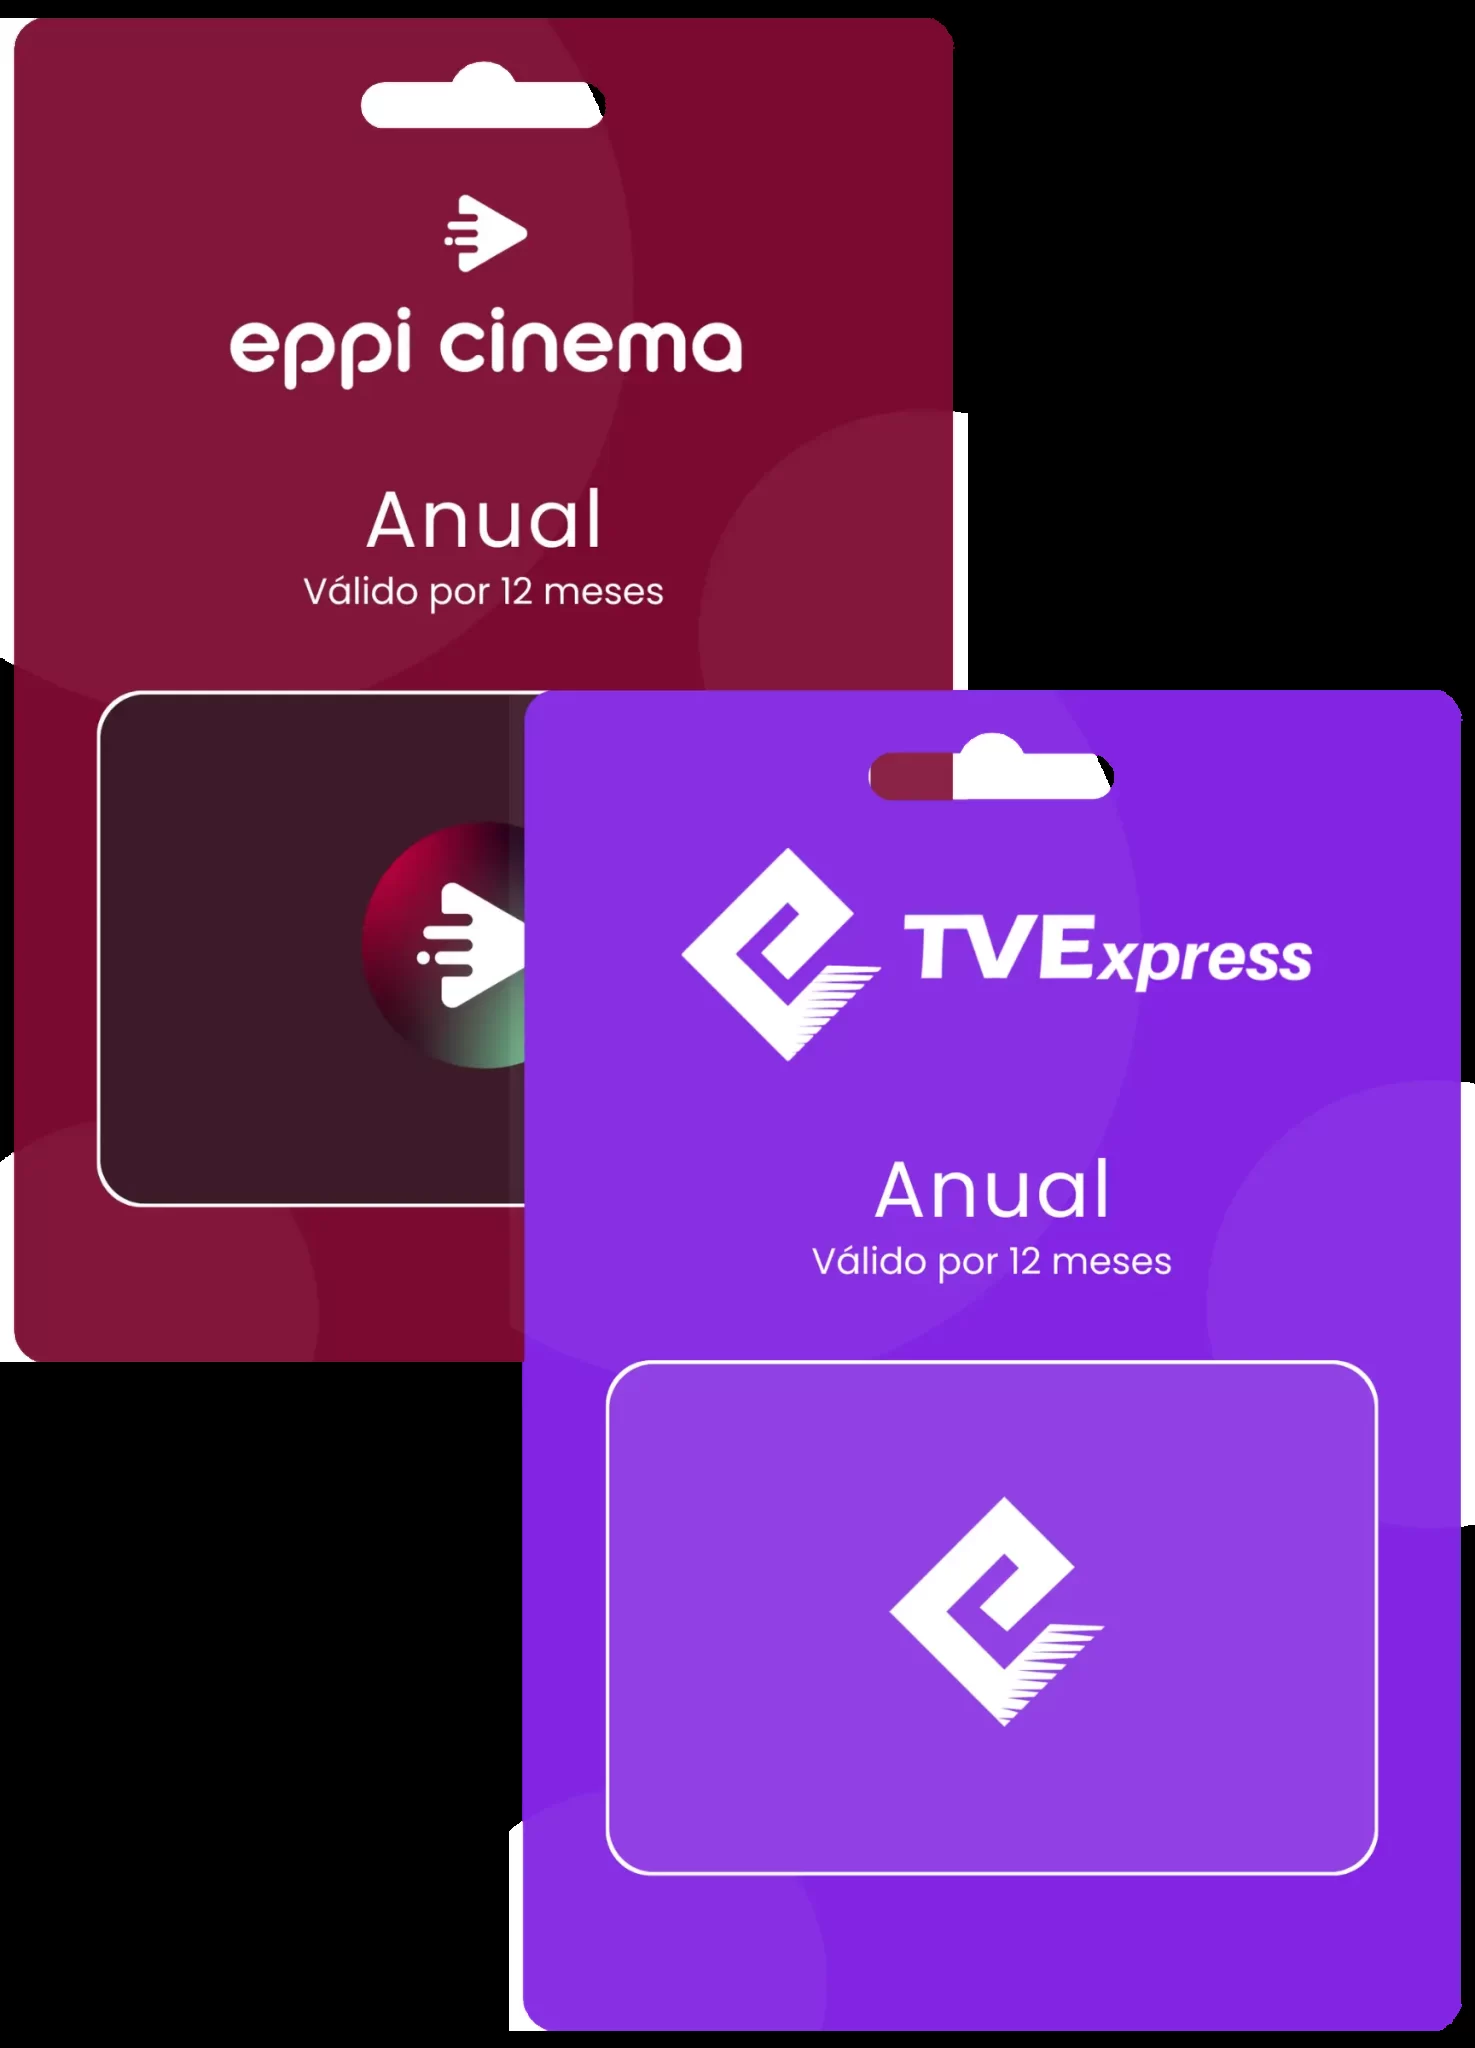 eppi cinema
Anual
Válido por 12 meses
TVExpress
Anual
Válido por 12 meses